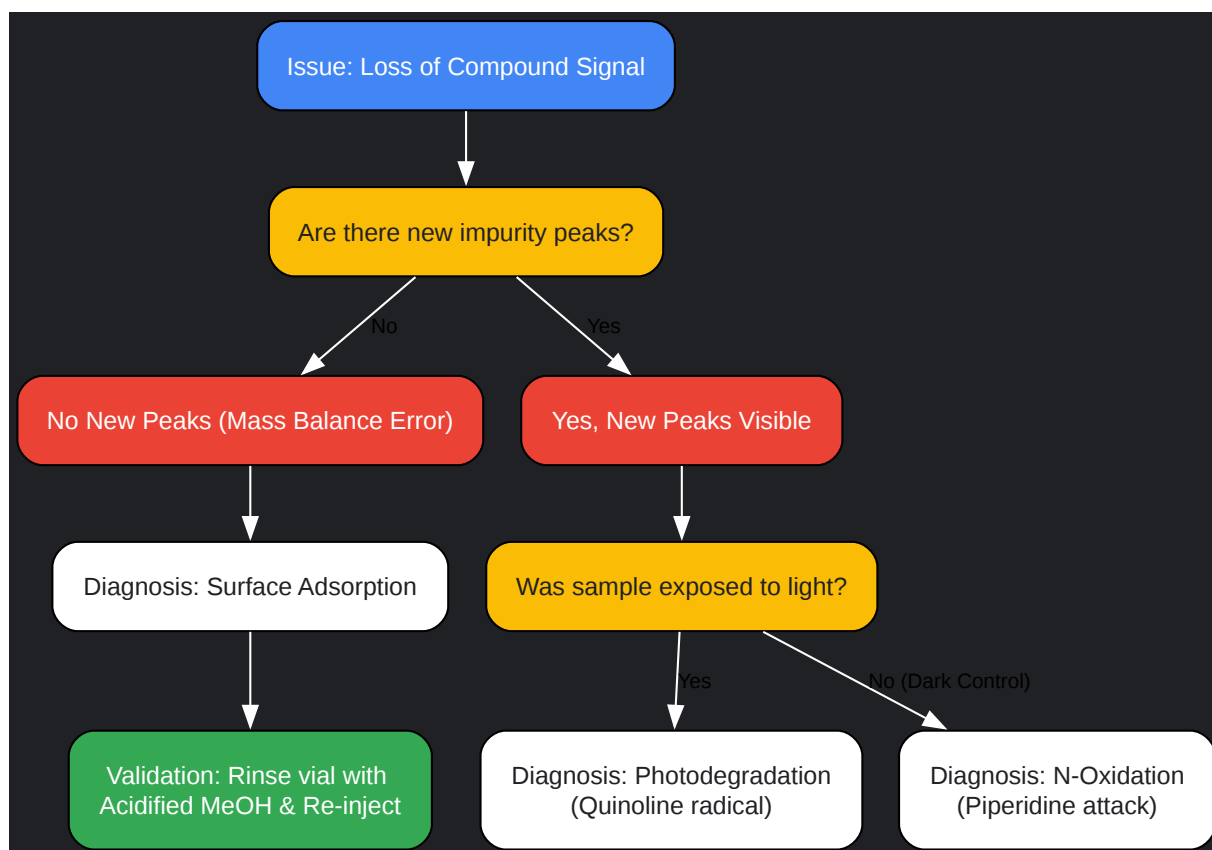 Issue: Loss of Compound Signal
Are there new impurity peaks?
No
Yes
No New Peaks (Mass Balance Error)
Yes, New Peaks Visible
Diagnosis: Surface Adsorption
Was sample exposed to light?
Yes
No (Dark Control)
Validation: Rinse vial with
Acidified MeOH & Re-inject
Diagnosis: Photodegradation
(Quinoline radical)
Diagnosis: N-Oxidation
(Piperidine attack)